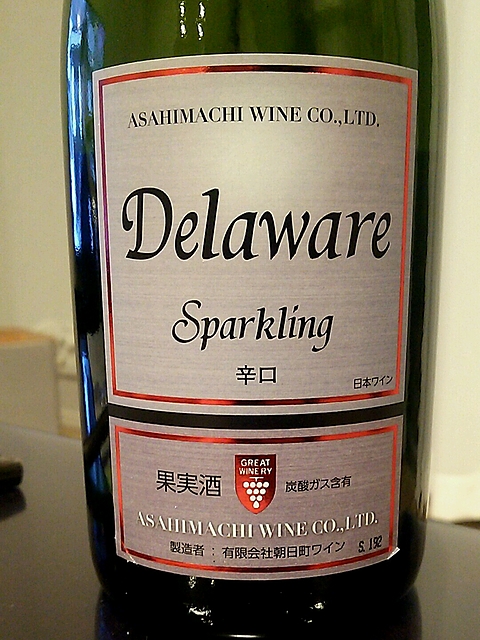 ASAHIMACHI WINE CO.,LTD.
Delaware
Sparkling
辛口
日本ワイン
果実酒
GREAT
WINERY
炭酸ガス含有
ASAHIMACHI WINE CO.,LTD.
製造者：有限会社朝日町ワイン S.192